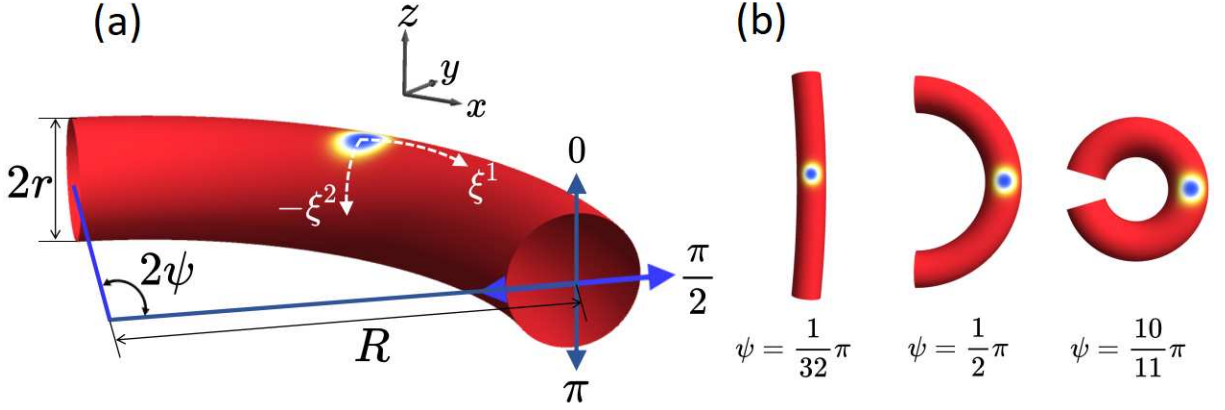 (a)
z
y
x
2r
ξ¹
−ξ²
0
2ψ
π/2
R
π
(b)
ψ = 1/32 π
ψ = 1/2 π
ψ = 10/11 π